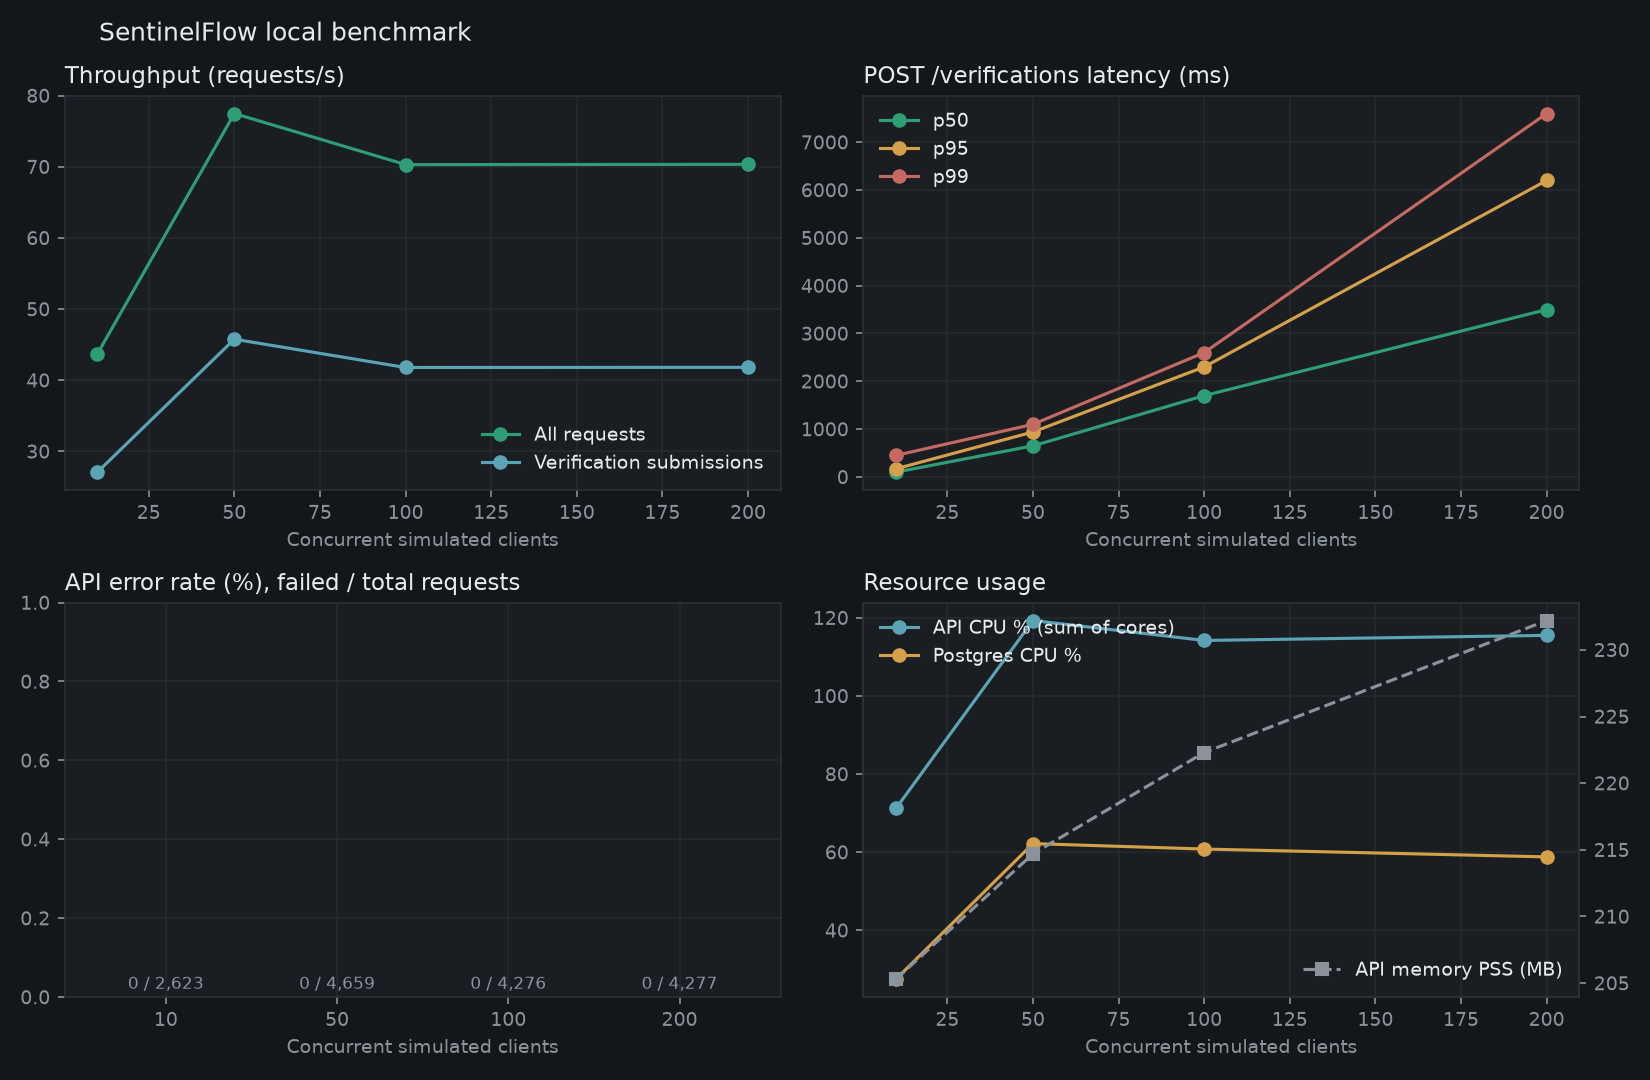 SentinelFlow local benchmark
Throughput (requests/s)
80
70
60
50
40
30
All requests
Verification submissions
25 50 75 100 125 150 175 200
Concurrent simulated clients
POST /verifications latency (ms)
p50
p95
p99
7000
6000
5000
4000
3000
2000
1000
0
25 50 75 100 125 150 175 200
Concurrent simulated clients
API error rate (%), failed / total requests
1.0
0.8
0.6
0.4
0.2
0.0
0 / 2,623 0 / 4,659 0 / 4,276 0 / 4,277
10 50 100 200
Concurrent simulated clients
Resource usage
API CPU % (sum of cores)
Postgres CPU %
120
100
80
60
40
230
225
220
215
210
205
API memory PSS (MB)
25 50 75 100 125 150 175 200
Concurrent simulated clients